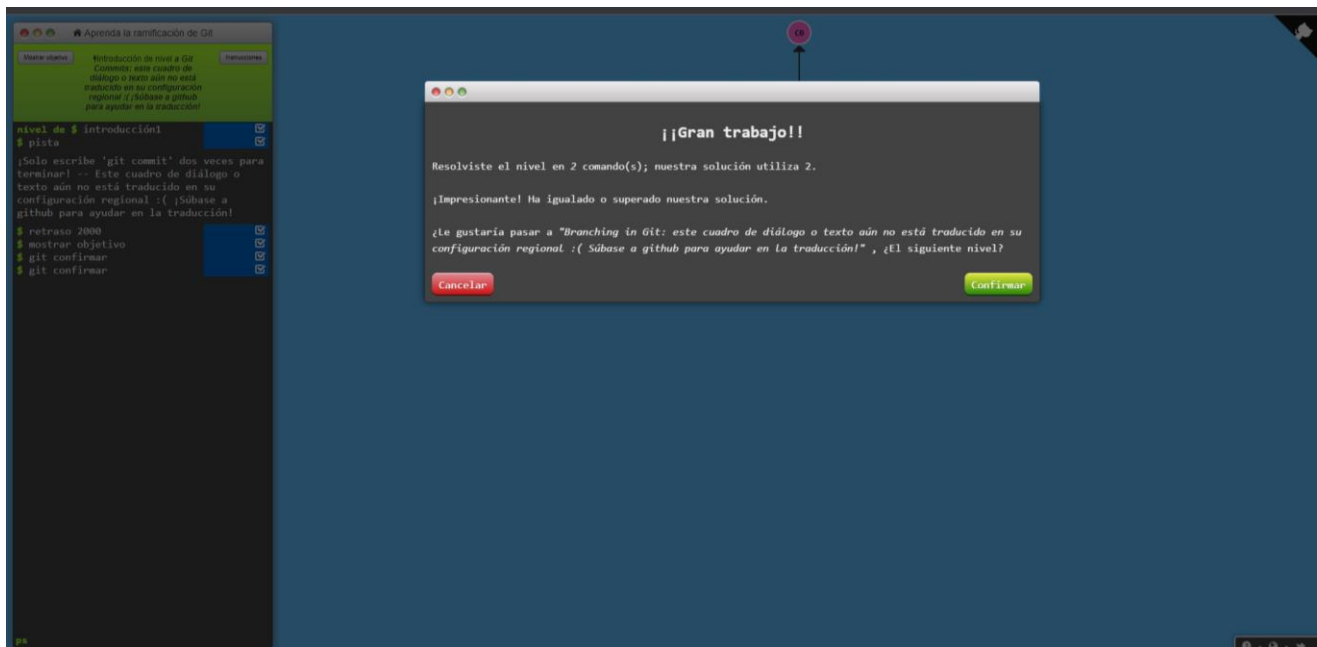 Aprenda la ramificación de Git
Mostrar objetivo
Instrucciones
#Introducción de nivel a Git
Commits: este cuadro de
diálogo o texto aún no está
traducido en su configuración
regional :( ¡Súbase a github
para ayudar en la traducción!
nivel de $ introducción1
$ pista
¡Solo escribe 'git commit' dos veces para
terminar! -- Este cuadro de diálogo o
texto aún no está traducido en su
configuración regional :( ¡Súbase a
github para ayudar en la traducción!
$ retraso 2000
$ mostrar objetivo
$ git confirmar
$ git confirmar
ps
C0
¡¡Gran trabajo!!
Resolviste el nivel en 2 comando(s); nuestra solución utiliza 2.
¡Impresionante! Ha igualado o superado nuestra solución.
¿Le gustaría pasar a "Branching in Git: este cuadro de diálogo o texto aún no está traducido en su
configuración regional :( Súbase a github para ayudar en la traducción!" , ¿El siguiente nivel?
Cancelar
Confirmar